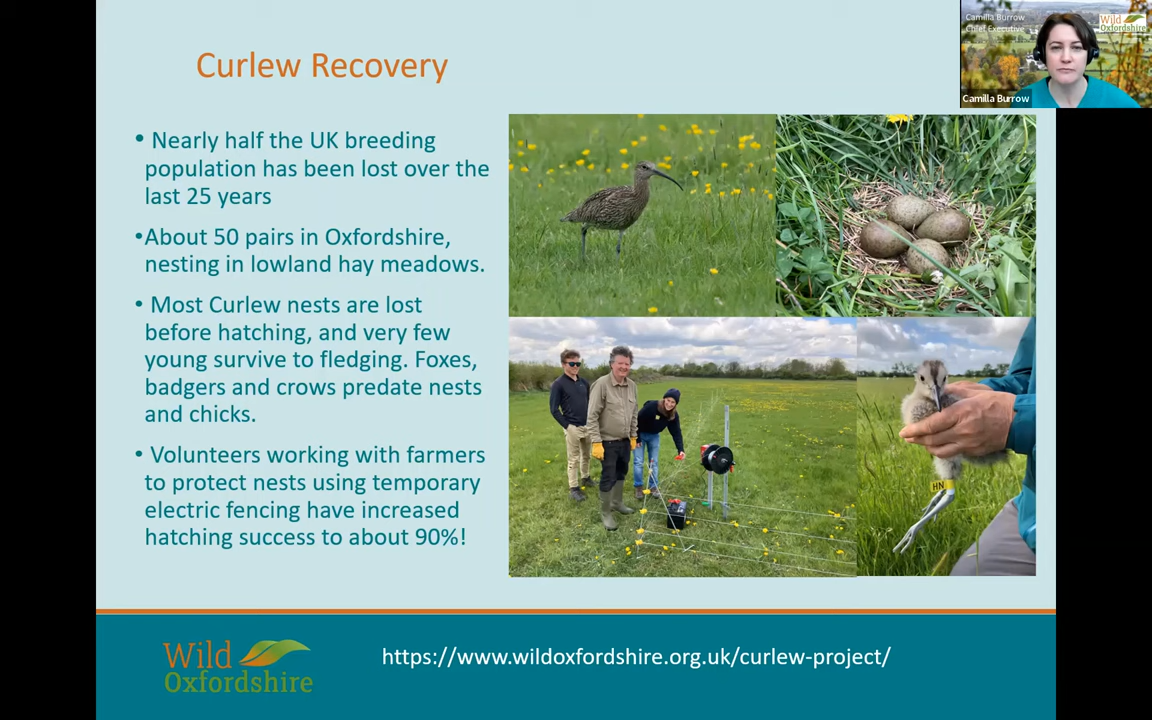 Curlew Recovery
• Nearly half the UK breeding
population has been lost over the
last 25 years
•About 50 pairs in Oxfordshire,
nesting in lowland hay meadows.
• Most Curlew nests are lost
before hatching, and very few
young survive to fledging. Foxes,
badgers and crows predate nests
and chicks.
• Volunteers working with farmers
to protect nests using temporary
electric fencing have increased
hatching success to about 90%!
HN
Wild
Oxfordshire
https://www.wildoxfordshire.org.uk/curlew-project/
Camilla Burrow
Chief Executive
Wild
Oxfordshire
Camilla Burrow